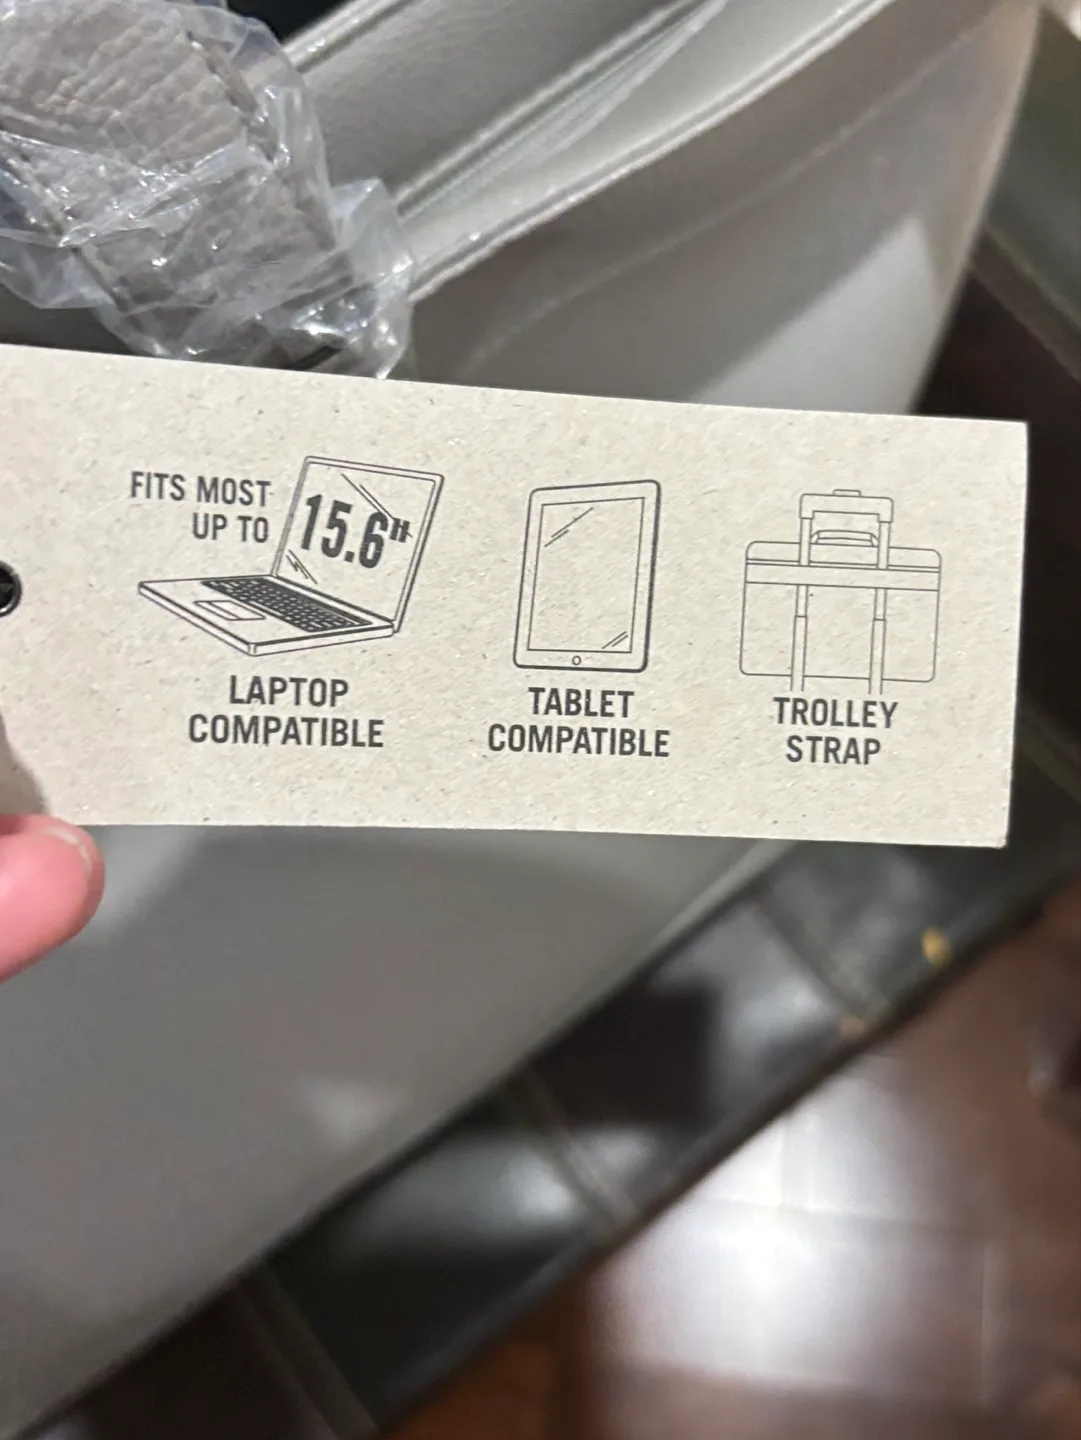 FITS MOST
UP TO
15.6"
LAPTOP
COMPATIBLE
TABLET
COMPATIBLE
TROLLEY
STRAP